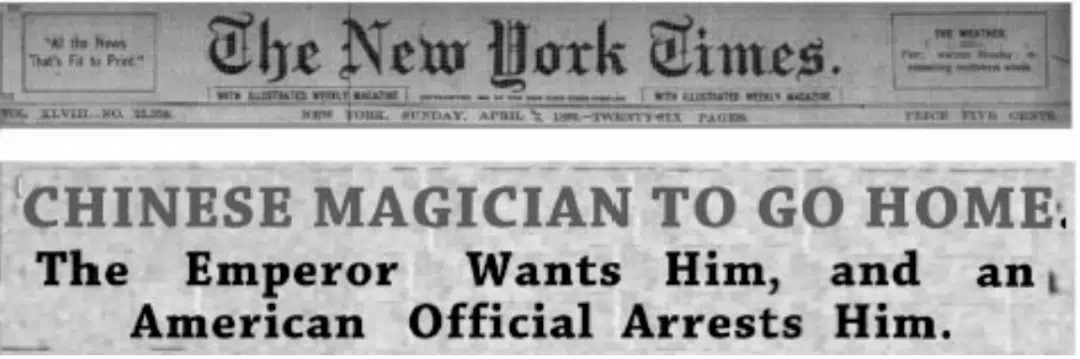 "All the News
That's Fit to Print."
The New York Times.
THE WEATHER.
WITH ILLUSTRATED WEEKLY MAGAZINE
WITH ILLUSTRATED WEEKLY MAGAZINE
VOL. XLVIII...NO. NEW YORK, SUNDAY, APRIL 2, 1899.—TWENTY-SIX PAGES. PRICE FIVE CENTS.
CHINESE MAGICIAN TO GO HOME.
The Emperor Wants Him, and an
American Official Arrests Him.